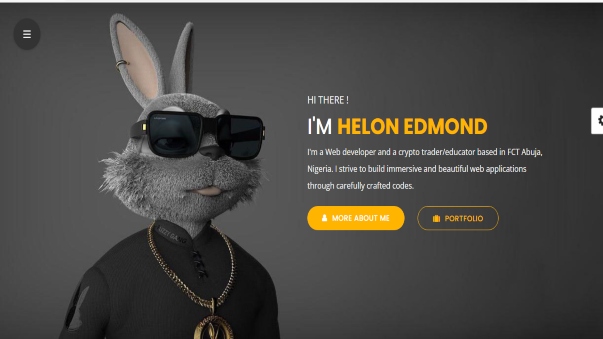 HI THERE !
I'M HELON EDMOND
I'm a Web developer and a crypto trader/educator based in FCT Abuja,
Nigeria. I strive to build immersive and beautiful web applications
through carefully crafted codes.
MORE ABOUT ME
PORTFOLIO